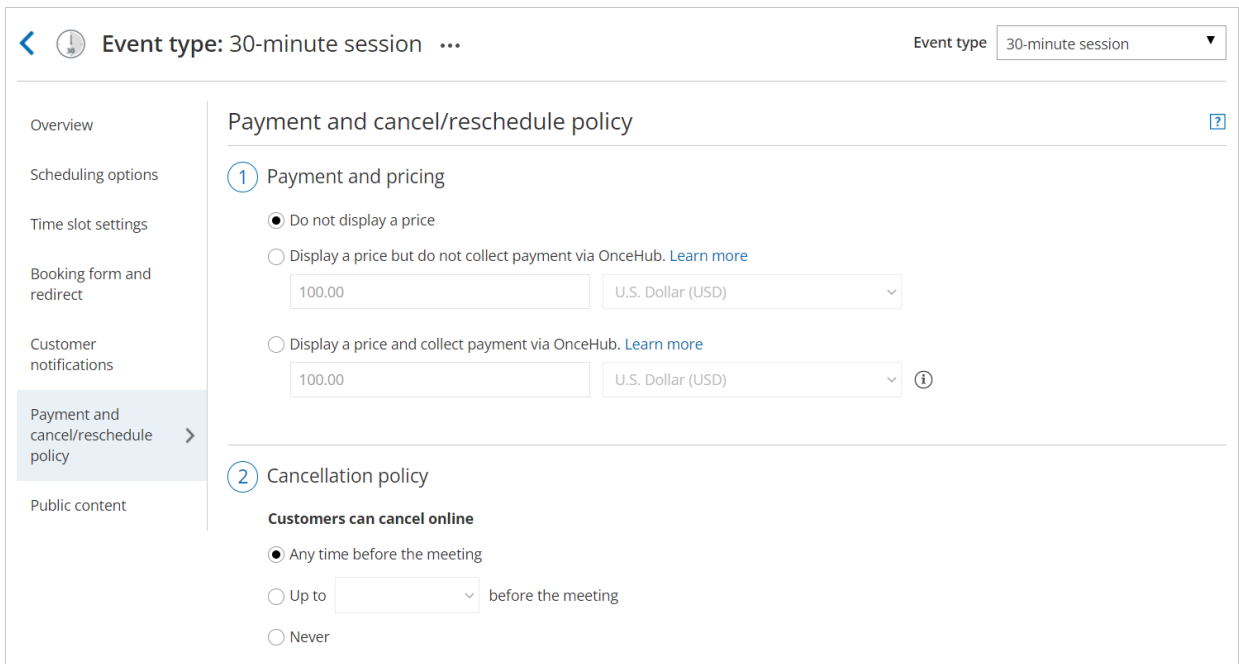 Event type: 30-minute session ...
Event type 30-minute session
30
Overview
Scheduling options
Time slot settings
Booking form and
redirect
Customer
notifications
Payment and
cancel/reschedule
policy
Public content
Payment and cancel/reschedule policy
?
1 Payment and pricing
Do not display a price
Display a price but do not collect payment via OnceHub. Learn more
100.00 U.S. Dollar (USD)
Display a price and collect payment via OnceHub. Learn more
100.00 U.S. Dollar (USD) i
2 Cancellation policy
Customers can cancel online
Any time before the meeting
Up to before the meeting
Never